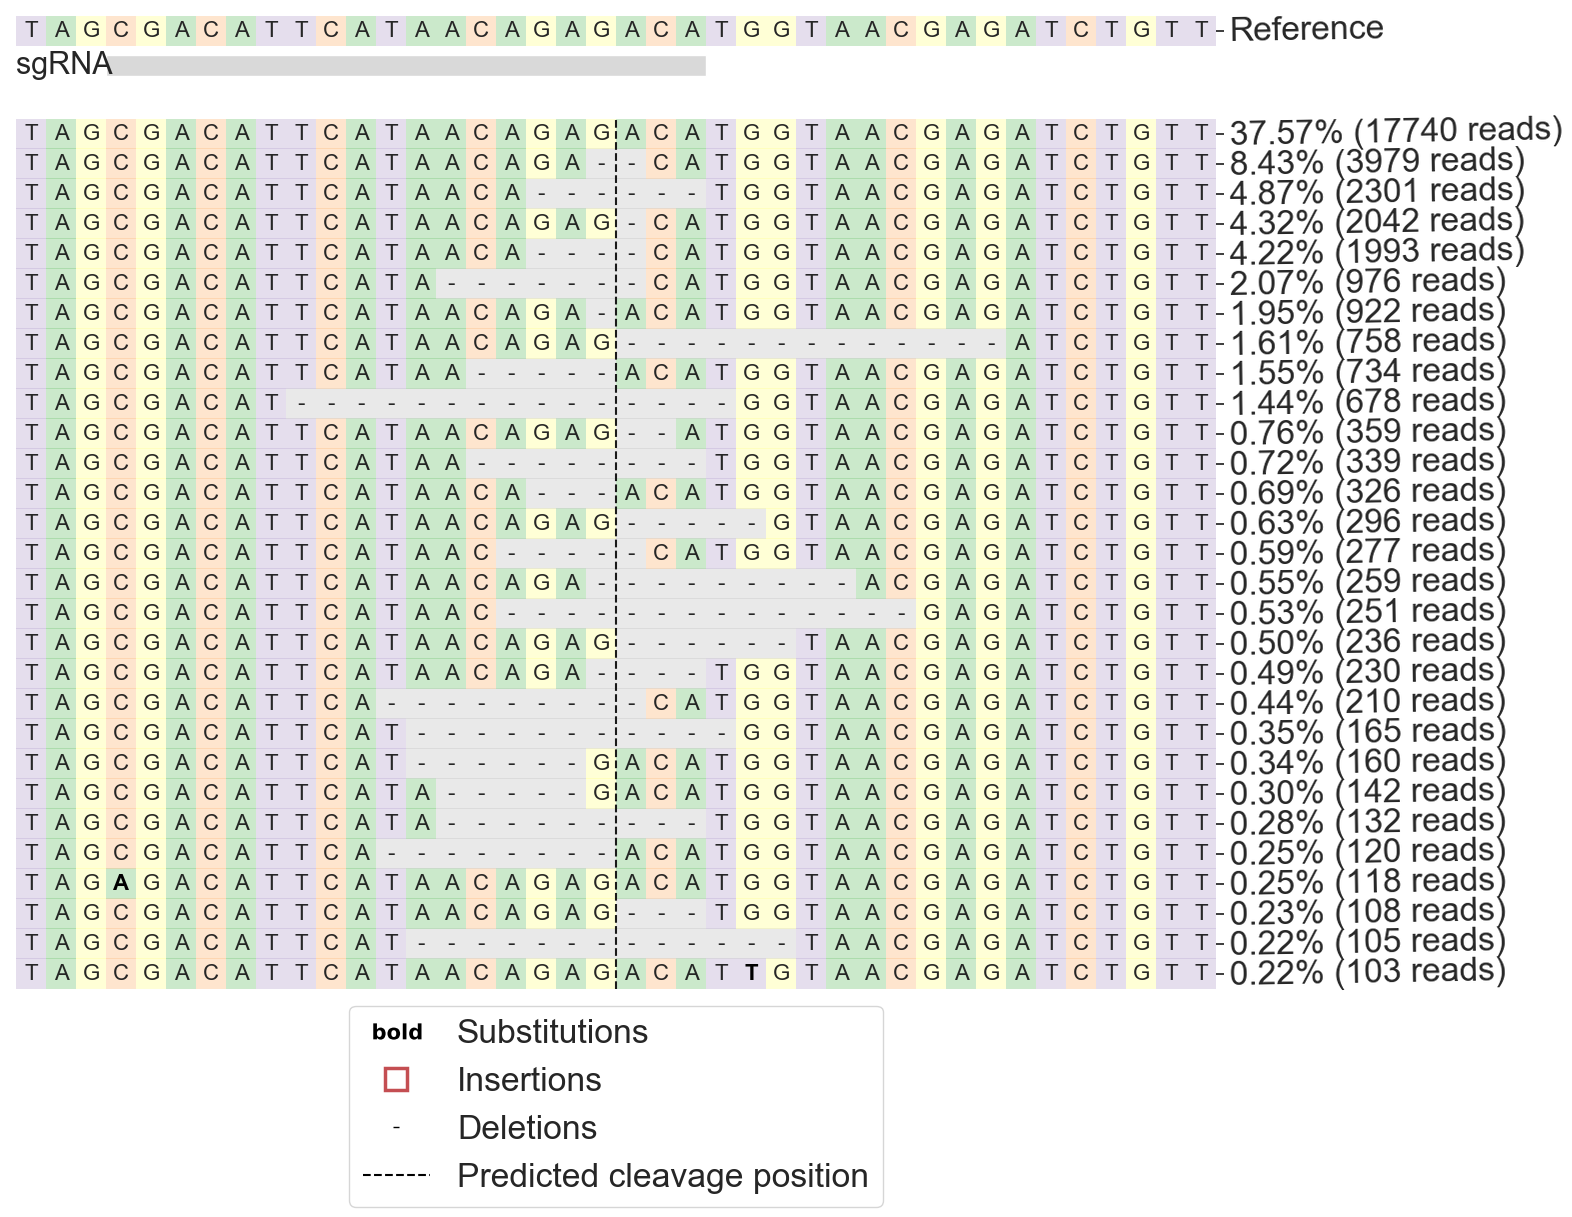 T A G C G A C A T T C A T A A C A G A G A C A T G G T A A C G A G A T C T G T T Reference
sgRNA
T A G C G A C A T T C A T A A C A G A G A C A T G G T A A C G A G A T C T G T T 37.57% (17740 reads)
T A G C G A C A T T C A T A A C A G A - - C A T G G T A A C G A G A T C T G T T 8.43% (3979 reads)
T A G C G A C A T T C A T A A C A - - - - - - T G G T A A C G A G A T C T G T T 4.87% (2301 reads)
T A G C G A C A T T C A T A A C A G A G - C A T G G T A A C G A G A T C T G T T 4.32% (2042 reads)
T A G C G A C A T T C A T A A C A - - - - C A T G G T A A C G A G A T C T G T T 4.22% (1993 reads)
T A G C G A C A T T C A T A - - - - - - - C A T G G T A A C G A G A T C T G T T 2.07% (976 reads)
T A G C G A C A T T C A T A A C A G A - A C A T G G T A A C G A G A T C T G T T 1.95% (922 reads)
T A G C G A C A T T C A T A A C A G A G - - - - - - - - - - - - - A T C T G T T 1.61% (758 reads)
T A G C G A C A T T C A T A A - - - - - A C A T G G T A A C G A G A T C T G T T 1.55% (734 reads)
T A G C G A C A T - - - - - - - - - - - - - - - G G T A A C G A G A T C T G T T 1.44% (678 reads)
T A G C G A C A T T C A T A A C A G A G - - A T G G T A A C G A G A T C T G T T 0.76% (359 reads)
T A G C G A C A T T C A T A A - - - - - - - - T G G T A A C G A G A T C T G T T 0.72% (339 reads)
T A G C G A C A T T C A T A A C A - - - A C A T G G T A A C G A G A T C T G T T 0.69% (326 reads)
T A G C G A C A T T C A T A A C A G A G - - - - - G T A A C G A G A T C T G T T 0.63% (296 reads)
T A G C G A C A T T C A T A A C - - - - - C A T G G T A A C G A G A T C T G T T 0.59% (277 reads)
T A G C G A C A T T C A T A A C A G A - - - - - - - - - A C G A G A T C T G T T 0.55% (259 reads)
T A G C G A C A T T C A T A A C - - - - - - - - - - - - - - G A G A T C T G T T 0.53% (251 reads)
T A G C G A C A T T C A T A A C A G A G - - - - - - T A A C G A G A T C T G T T 0.50% (236 reads)
T A G C G A C A T T C A T A A C A G A - - - - T G G T A A C G A G A T C T G T T 0.49% (230 reads)
T A G C G A C A T T C A - - - - - - - - - C A T G G T A A C G A G A T C T G T T 0.44% (210 reads)
T A G C G A C A T T C A T - - - - - - - - - - - G G T A A C G A G A T C T G T T 0.35% (165 reads)
T A G C G A C A T T C A T - - - - - - G A C A T G G T A A C G A G A T C T G T T 0.34% (160 reads)
T A G C G A C A T T C A T A - - - - - G A C A T G G T A A C G A G A T C T G T T 0.30% (142 reads)
T A G C G A C A T T C A T A - - - - - - - - - T G G T A A C G A G A T C T G T T 0.28% (132 reads)
T A G C G A C A T T C A - - - - - - - - A C A T G G T A A C G A G A T C T G T T 0.25% (120 reads)
T A G A G A C A T T C A T A A C A G A G A C A T G G T A A C G A G A T C T G T T 0.25% (118 reads)
T A G C G A C A T T C A T A A C A G A G - - - T G G T A A C G A G A T C T G T T 0.23% (108 reads)
T A G C G A C A T T C A T - - - - - - - - - - - - - T A A C G A G A T C T G T T 0.22% (105 reads)
T A G C G A C A T T C A T A A C A G A G A C A T T G T A A C G A G A T C T G T T 0.22% (103 reads)
bold Substitutions
Insertions
- Deletions
Predicted cleavage position